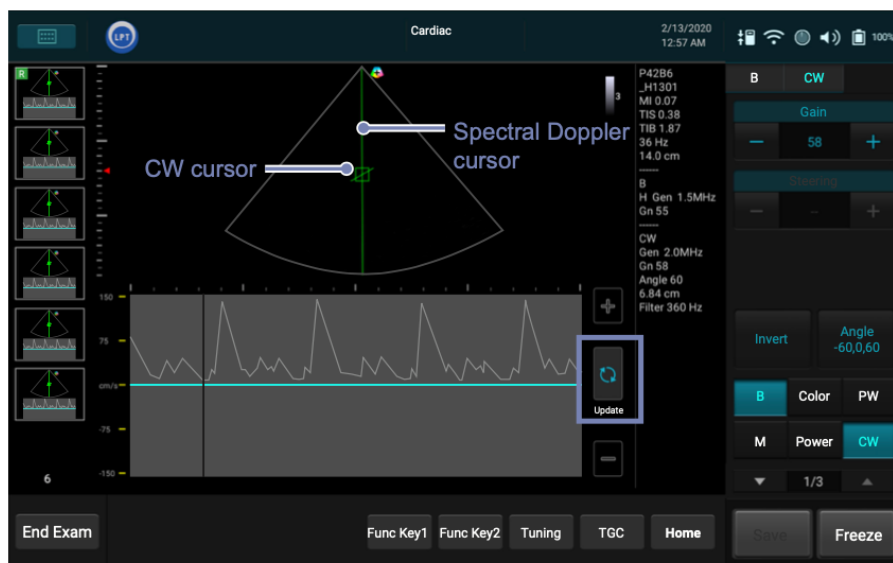 LPT
Cardiac
2/13/2020
12:57 AM
100%
R
6
CW cursor
Spectral Doppler
cursor
3
P42B6
_H1301
MI 0.07
TIS 0.38
TIB 1.87
36 Hz
14.0 cm
B
H Gen 1.5MHz
Gn 55
CW
Gen 2.0MHz
Gn 58
Angle 60
6.84 cm
Filter 360 Hz
150
75
cm/s
-75
-150
Update
B CW
Gain
− 58 +
Steering
− - +
Invert
Angle
-60,0,60
B Color PW
M Power CW
1/3
End Exam
Func Key1 Func Key2 Tuning TGC Home
Save Freeze